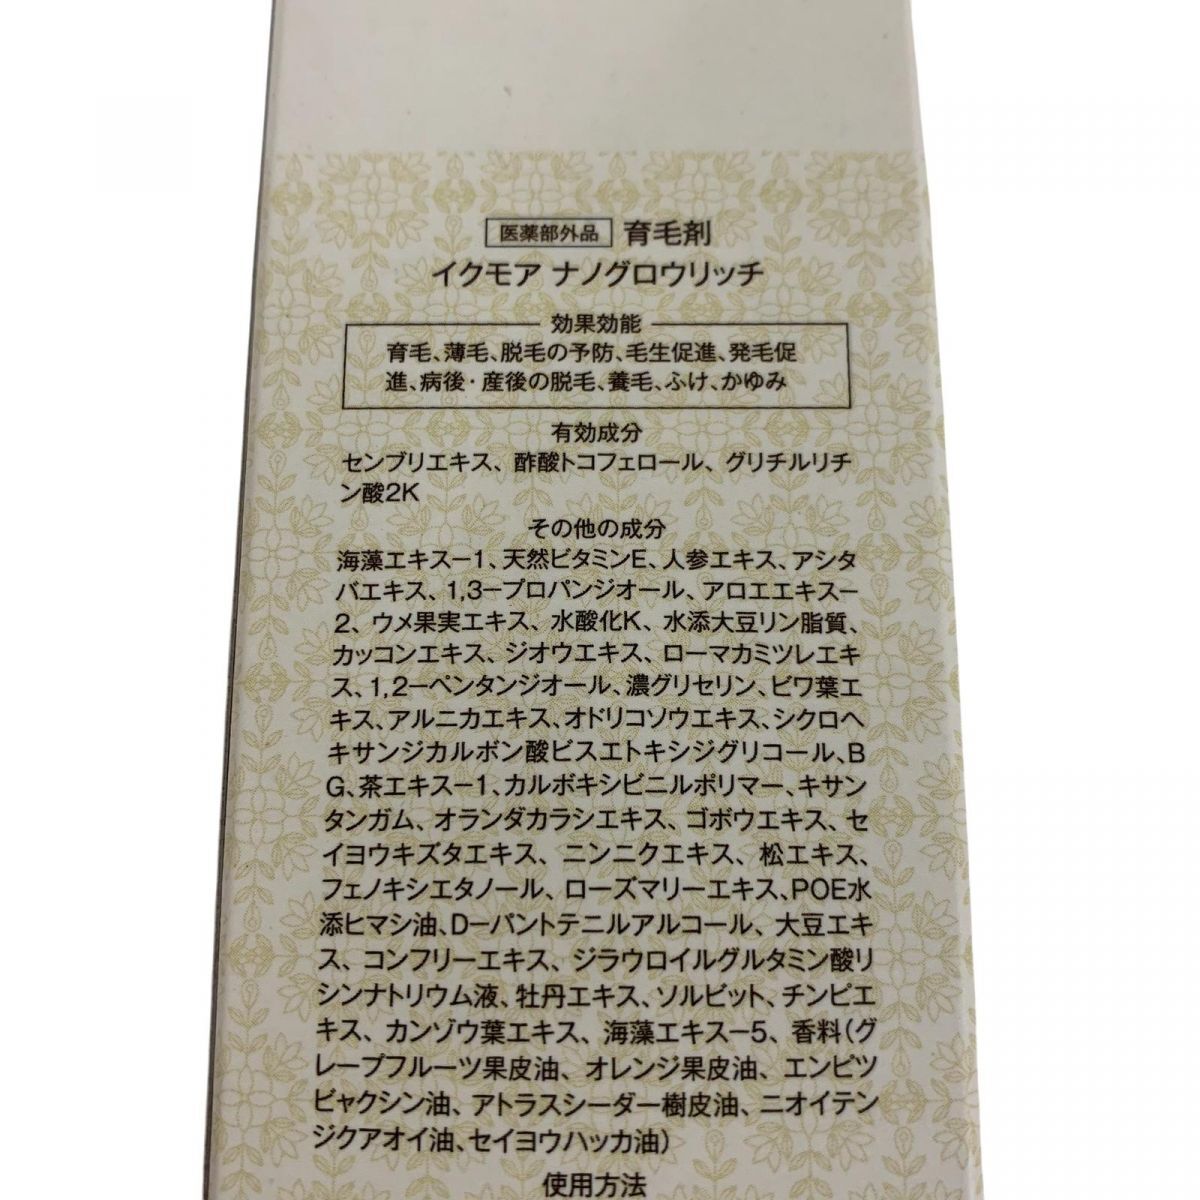 医薬部外品 育毛剤
イクモア ナノグロウリッチ
効果効能
育毛、薄毛、脱毛の予防、毛生促進、発毛促
進、病後・産後の脱毛、養毛、ふけ、かゆみ
有効成分
センブリエキス、酢酸トコフェロール、グリチルリチ
ン酸2K
その他の成分
海藻エキス－1、天然ビタミンE、人参エキス、アシタ
バエキス、1,3－プロパンジオール、アロエエキス－
2、ウメ果実エキス、水酸化K、水添大豆リン脂質、
カッコンエキス、ジオウエキス、ローマカミツレエキ
ス、1,2－ペンタンジオール、濃グリセリン、ビワ葉エ
キス、アルニカエキス、オドリコソウエキス、シクロヘ
キサンジカルボン酸ビスエトキシジグリコール、B
G、茶エキス－1、カルボキシビニルポリマー、キサン
タンガム、オランダカラシエキス、ゴボウエキス、セ
イヨウキズタエキス、ニンニクエキス、松エキス、
フェノキシエタノール、ローズマリーエキス、POE水
添ヒマシ油、D－パントテニルアルコール、大豆エキ
ス、コンフリーエキス、ジラウロイルグルタミン酸リ
シンナトリウム液、牡丹エキス、ソルビット、チンピエ
キス、カンゾウ葉エキス、海藻エキス－5、香料（グ
レープフルーツ果皮油、オレンジ果皮油、エンピツ
ビャクシン油、アトラスシーダー樹皮油、ニオイテン
ジクアオイ油、セイヨウハッカ油）
使用方法